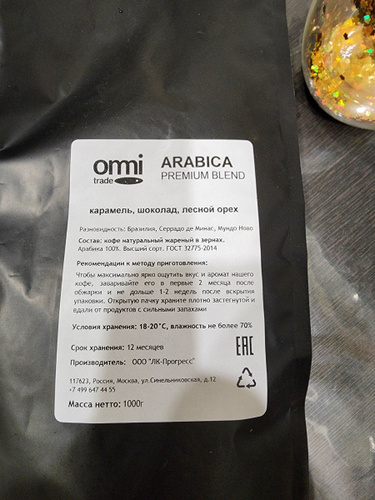 omni
trade
ARABICA
PREMIUM BLEND
карамель, шоколад, лесной орех
Разновидность: Бразилия, Серрадо де Минас, Мундо Ново
Состав: кофе натуральный жареный в зернах.
Арабика 100%. Высший сорт. ГОСТ 32775-2014
Рекомендации к методу приготовления:
Чтобы максимально ярко ощутить вкус и аромат нашего
кофе, заваривайте его в первые 2 месяца после
обжарки и не дольше 1-2 недель после вскрытия
упаковки. Открытую пачку храните плотно застегнутой и
вдали от продуктов с сильными запахами
Условия хранения: 18-20°С, влажность не более 70%
Срок хранения: 12 месяцев
Производитель: ООО "ЛК-Прогресс"
EAC
117623, Россия, Москва, ул.Синельниковская, д.12
+7 499 647 44 55
Масса нетто: 1000г